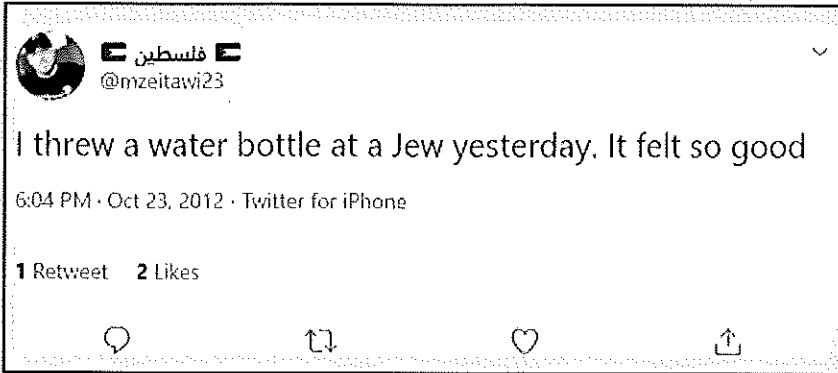 فلسطين
@mzeitawi23
I threw a water bottle at a Jew yesterday. It felt so good
6:04 PM · Oct 23, 2012 · Twitter for iPhone
1 Retweet 2 Likes